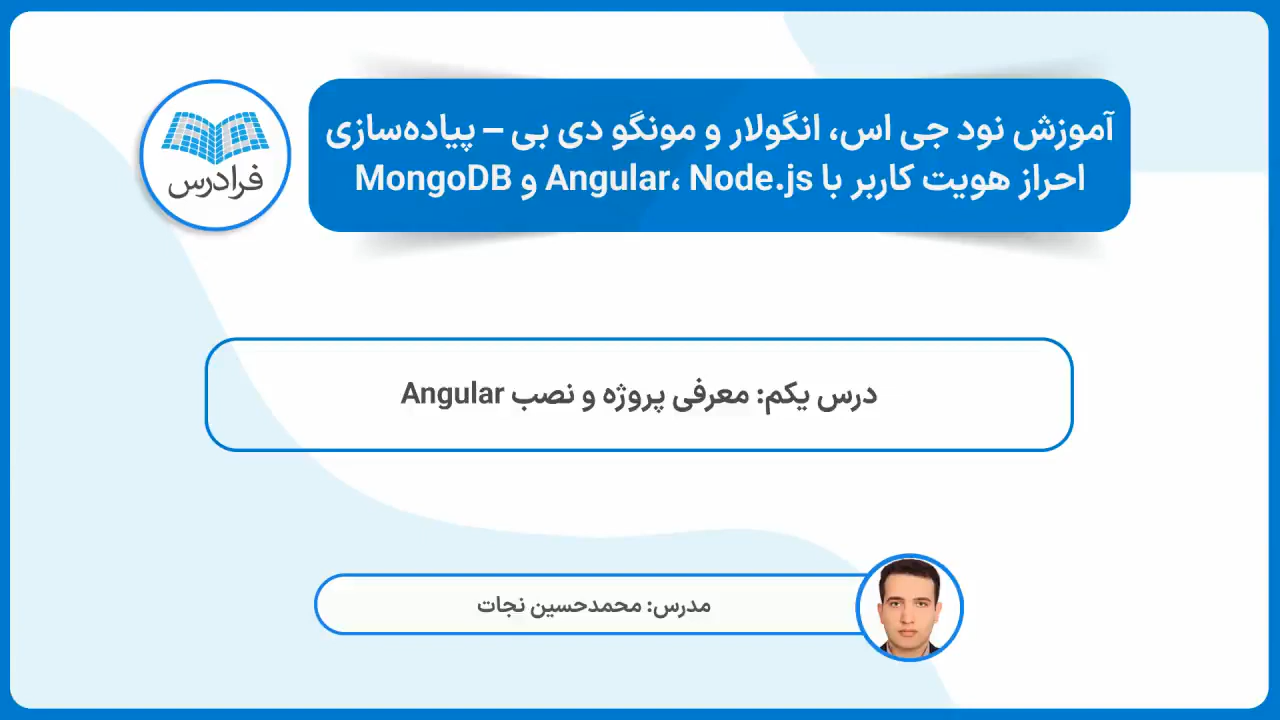 آموزش نود جی اس، انگولار و مونگو دی بی – پیاده‌سازی
احراز هویت کاربر با Angular، Node.js و MongoDB
فرادرس
درس یکم: معرفی پروژه و نصب Angular
مدرس: محمدحسین نجات